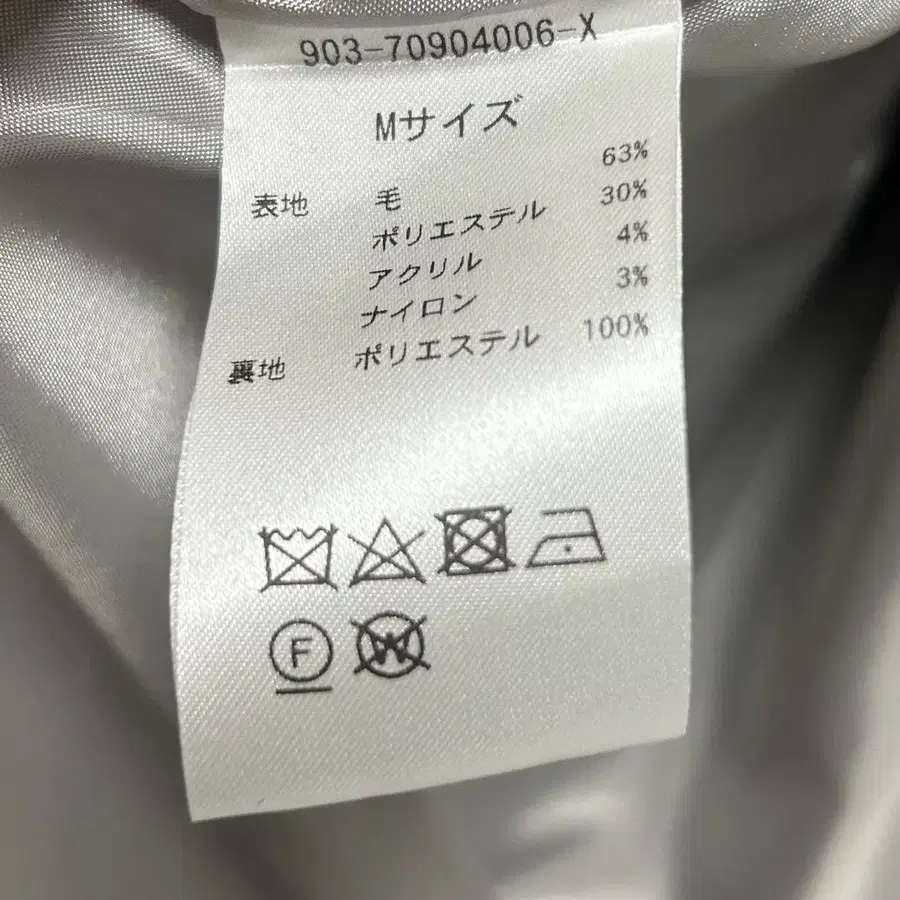 903-70904006-X
Mサイズ
表地 毛 63%
ポリエステル 30%
アクリル 4%
ナイロン 3%
裏地 ポリエステル 100%
F W